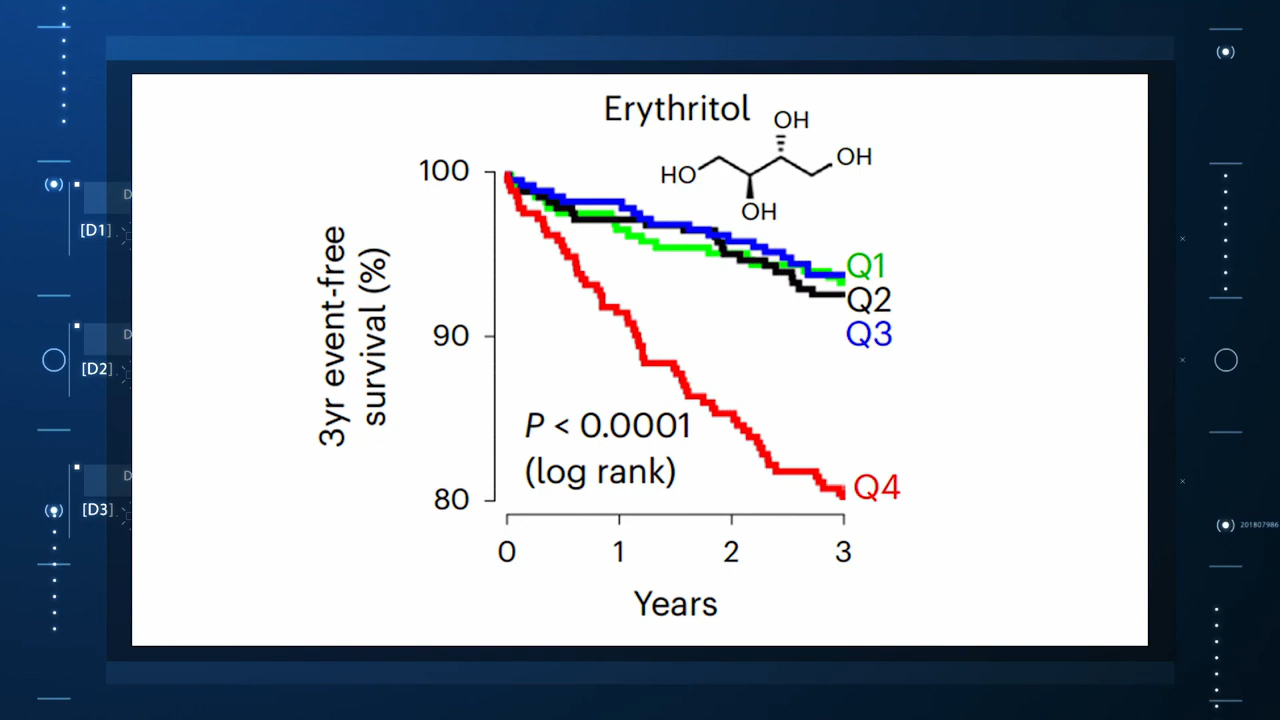 Erythritol
OH
HO
OH
OH
100
90
80
3yr event-free
survival (%)
Q1
Q2
Q3
Q4
P < 0.0001
(log rank)
0 1 2 3
Years
D
[D1]
D
[D2]
D
[D3]
201807986